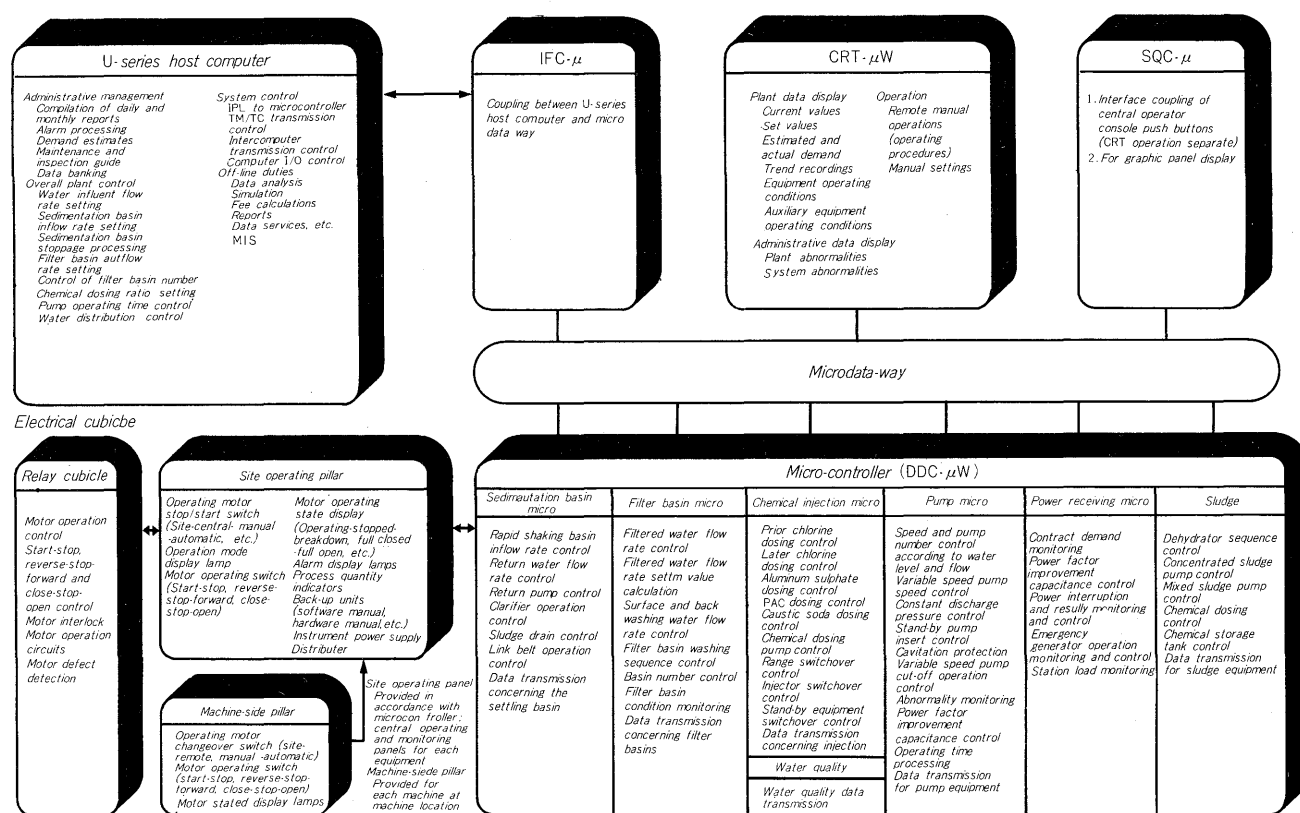 U-series host computer
Administrative management
Compilation of daily and
monthly reports
Alarm processing
Demand estimates
Maintenance and
inspection guide
Data banking
Overall plant control
Water influent flow
rate setting
Sedimentation basin
inflow rate setting
Sedimentation basin
stoppage processing
Filter basin autflow
rate setting
Control of filter basin number
Chemical dosing ratio setting
Pump operating time control
Water distribution control
System control
IPL to microcontroller
TM/TC transmission
control
Intercomputer
transmission control
Computer I/O control
Off-line duties
Data analysis
Simulation
Fee calculations
Reports
Data services, etc.
MIS
IFC-μ
Coupling between U-series
host computer and micro
data way
CRT-μW
Plant data display
Current values
Set values
Estimated and
actual demand
Trend recordings
Equipment operating
conditions
Auxiliary equipment
operating conditions
Administrative data display
Plant abnormalities
System abnormalities
Operation
Remote manual
operations
(operating
procedures)
Manual settings
SQC-μ
1. Interface coupling of
central operator
console push buttons
(CRT operation separate)
2. For graphic panel display
Microdata-way
Electrical cubicbe
Relay cubicle
Motor operation
control
Start-stop,
reverse-stop-
forward and
close-stop-
open control
Motor interlock
Motor operation
circuits
Motor defect
detection
Site operating pillar
Operating motor
stop/start switch
(Site-central- manual
-automatic, etc.)
Operation mode
display lamp
Motor operating switch
(Start-stop, reverse-
stop-forward, close-
stop-open)
Motor operating
state display
(Operating-stopped-
breakdown, full closed
-full open, etc.)
Alarm display lamps
Process quantity
indicators
Back-up units
(software manual,
hardware manual, etc.)
Instrument power supply
Distributer
Machine-side pillar
Operating motor
changeover switch (site-
remote, manual -automatic)
Motor operating switch
(start-stop, reverse-stop-
forward, close-stop-open)
Motor stated display lamps
Site operating panel
Provided in
accordance with
microcon troller;
central operating
and monitoring
panels for each
equipment
Machine-siede pillar
Provided for
each machine at
machine location
Micro-controller (DDC-μW)
Sedimautation basin
micro
Rapid shaking basin
inflow rate control
Return water flow
rate control
Return pump control
Clarifier operation
control
Sludge drain control
Link belt operation
control
Data transmission
concerning the
settling basin
Filter basin micro
Filtered water flow
rate control
Filtered water flow
rate settm value
calculation
Surface and back
washing water flow
rate control
Filter basin washing
sequence control
Basin number control
Filter basin
condition monitoring
Data transmission
concerning filter
basins
Chemical injection micro
Prior chlorine
dosing control
Later chlorine
dosing control
Aluminum sulphate
dosing control
PAC dosing control
Caustic soda dosing
control
Chemical dosing
pump control
Range switchover
control
Injector switchover
control
Stand-by equipment
switchover control
Data transmission
concerning injection
Water quality
Water quality data
transmission
Pump micro
Speed and pump
number control
according to water
level and flow
Variable speed pump
speed control
Constant discharge
pressure control
Stand-by pump
insert control
Cavitation protection
Variable speed pump
cut-off operation
control
Abnormality monitoring
Power factor
improvement
capacitance control
Operating time
processing
Data transmission
for pump equipment
Power receiving micro
Contract demand
monitoring
Power factor
improvement
capacitance control
Power interruption
and resully monitoring
and control
Emergency
generator operation
monitoring and control
Station load monitoring
Sludge
Dehydrator sequence
control
Concentrated sludge
pump control
Mixed sludge pump
control
Chemical dosing
control
Chemical storage
tank control
Data transmission
for sludge equipment